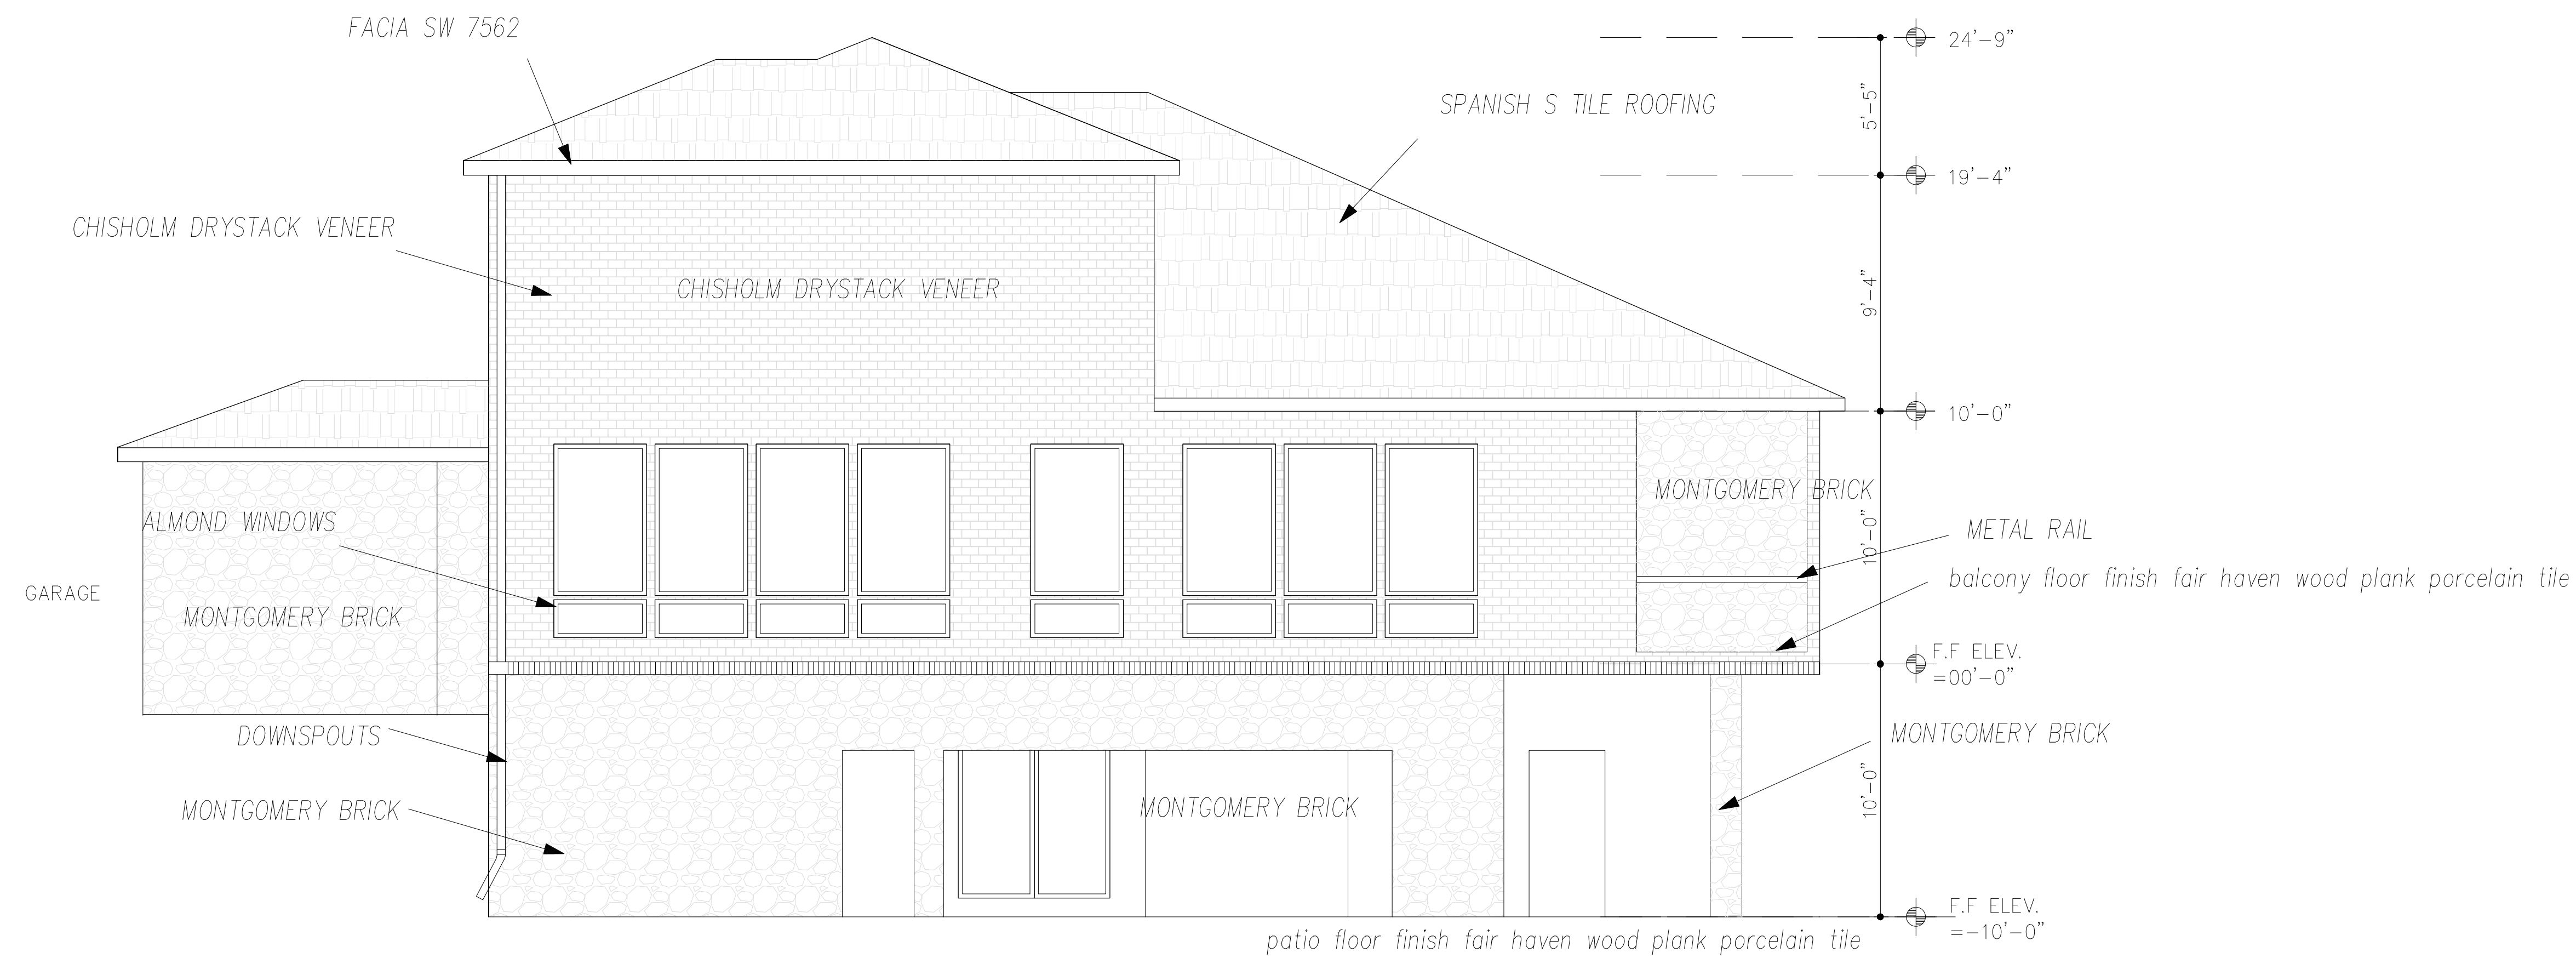 FACIA SW 7562
24'-9"
5'-5"
SPANISH S TILE ROOFING
19'-4"
CHISHOLM DRYSTACK VENEER
CHISHOLM DRYSTACK VENEER
9'-4"
10'-0"
MONTGOMERY BRICK
ALMOND WINDOWS
METAL RAIL
10'-0"
balcony floor finish fair haven wood plank porcelain tile
GARAGE
MONTGOMERY BRICK
F.F ELEV.
=00'-0"
DOWNSPOUTS
MONTGOMERY BRICK
10'-0"
MONTGOMERY BRICK
MONTGOMERY BRICK
F.F ELEV.
=-10'-0"
patio floor finish fair haven wood plank porcelain tile